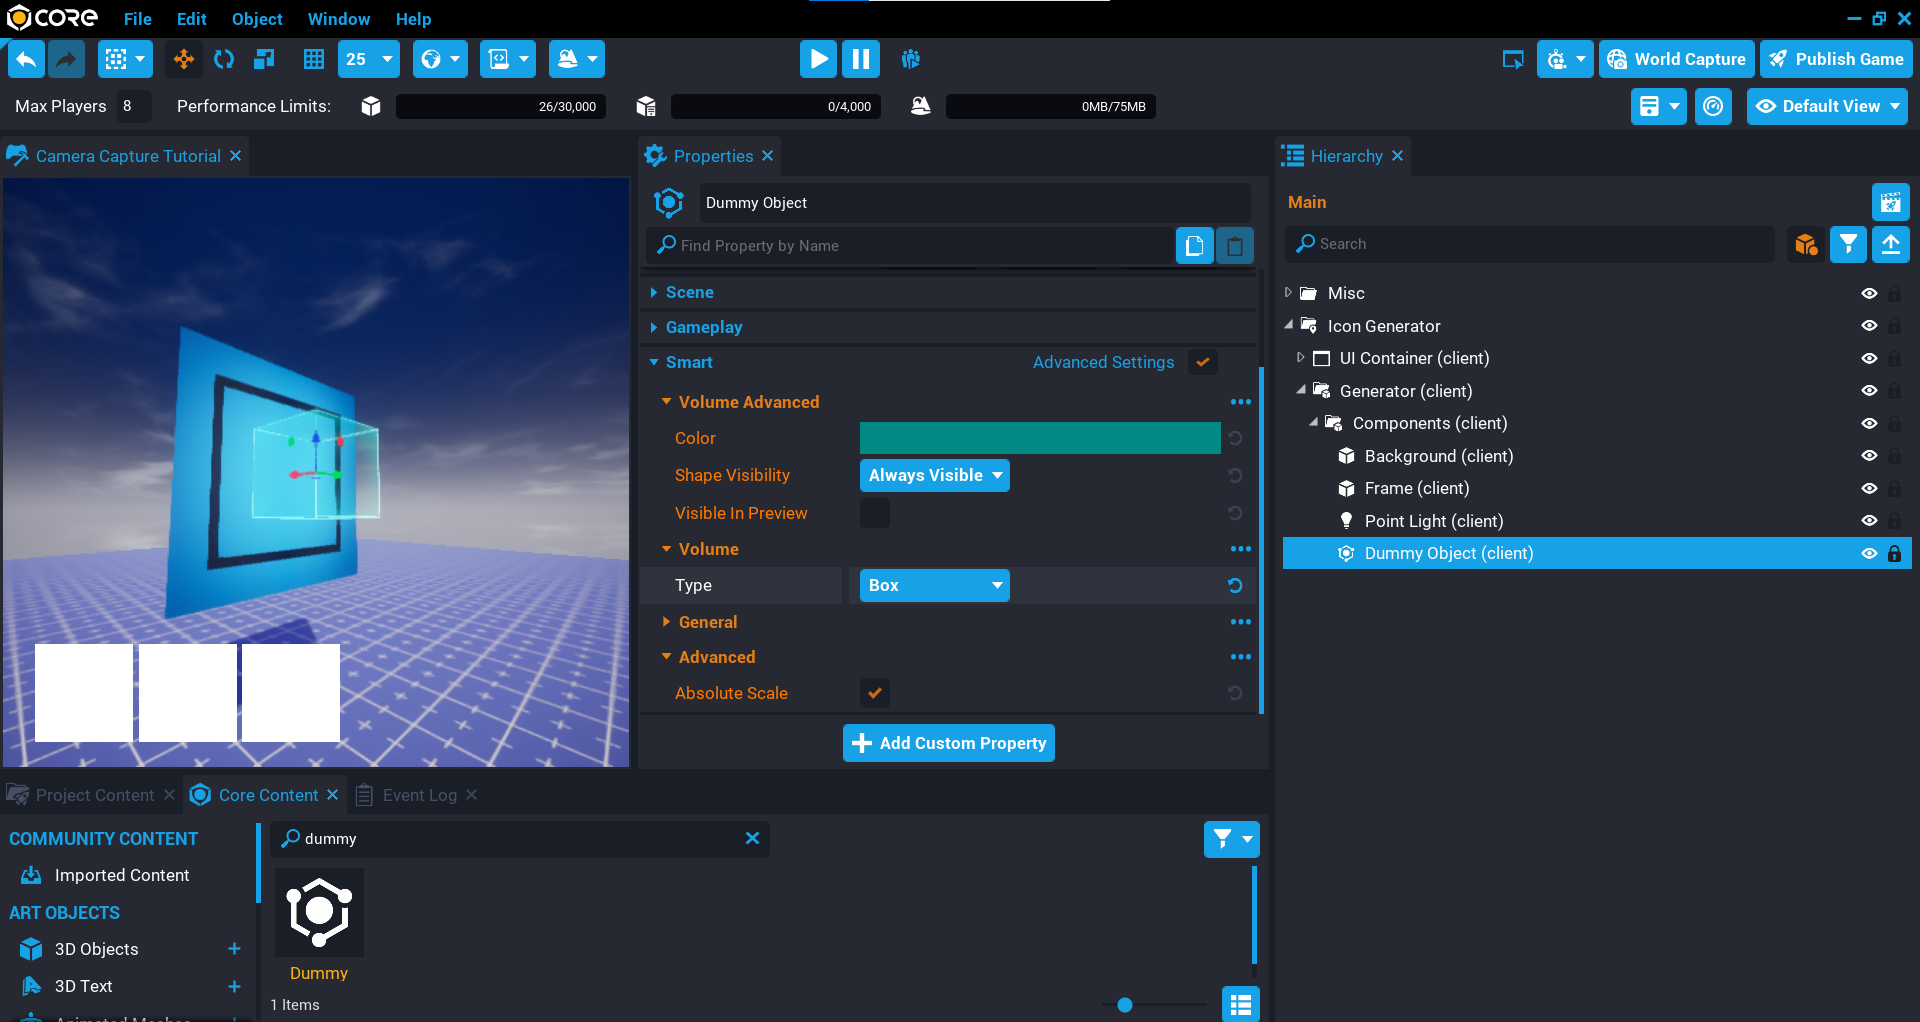 CORE File Edit Object Window Help
25 World Capture Publish Game
Max Players 8 Performance Limits: 26/30,000 0/4,000 0MB/75MB Default View
Camera Capture Tutorial
Properties
Dummy Object
Find Property by Name
Scene
Gameplay
Smart Advanced Settings
Volume Advanced
Color
Shape Visibility Always Visible
Visible In Preview
Volume
Type Box
General
Advanced
Absolute Scale
Add Custom Property
Hierarchy
Main
Search
Misc
Icon Generator
UI Container (client)
Generator (client)
Components (client)
Background (client)
Frame (client)
Point Light (client)
Dummy Object (client)
Project Content Core Content Event Log
COMMUNITY CONTENT
Imported Content
ART OBJECTS
3D Objects
3D Text
Animated Meshes
dummy
Dummy
1 Items